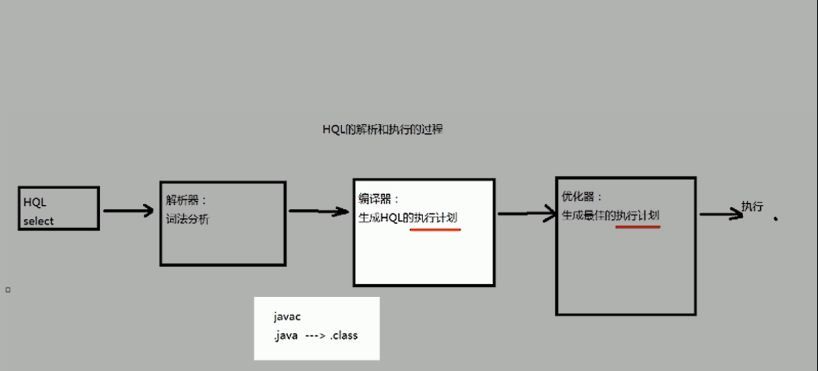 HQL的解析和执行的过程
HQL
select
解析器：
词法分析
编译器：
生成HQL的执行计划
优化器：
生成最佳的执行计划
执行
javac
.java ---> .class